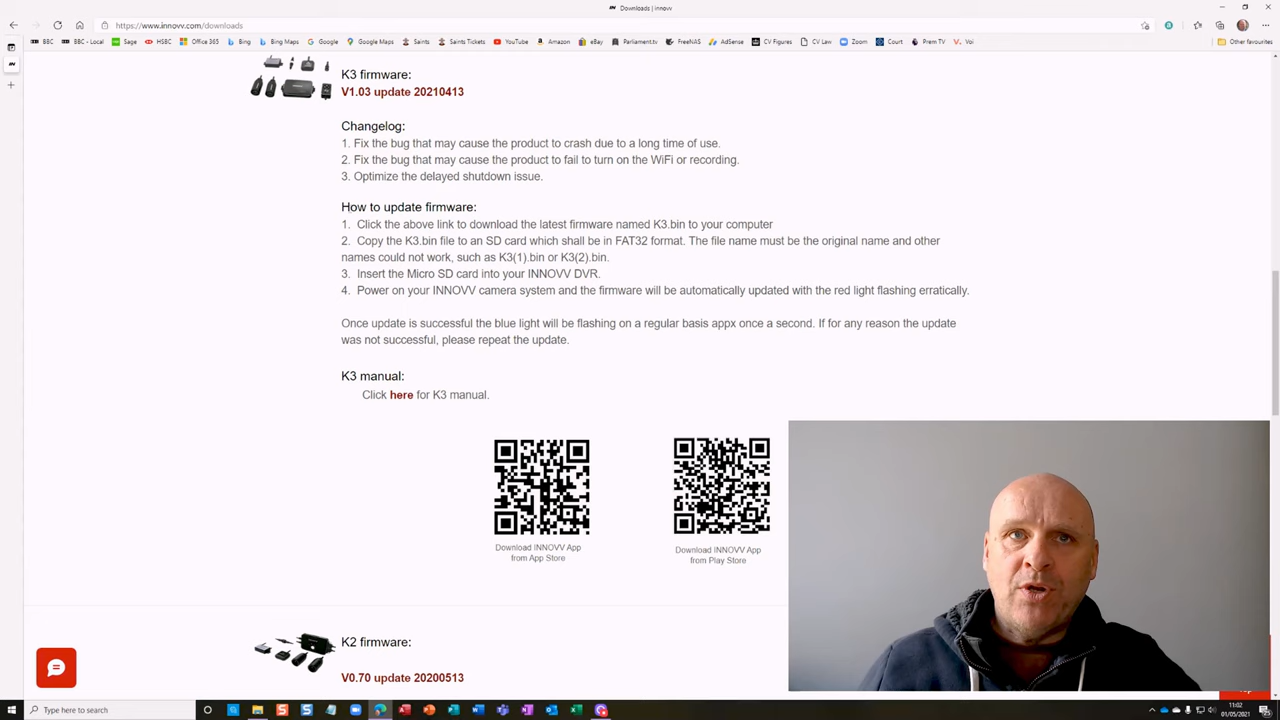 Downloads | innovv
https://www.innovv.com/downloads
BBC BBC - Local Sage HSBC Office 365 Bing Bing Maps Google Google Maps Saints Saints Tickets YouTube Amazon eBay Parliament.tv FreeNAS AdSense CV Figures CV Law Zoom Court Prem TV Voi Other favourites
K3 firmware:
V1.03 update 20210413
Changelog:
1. Fix the bug that may cause the product to crash due to a long time of use.
2. Fix the bug that may cause the product to fail to turn on the WiFi or recording.
3. Optimize the delayed shutdown issue.
How to update firmware:
1. Click the above link to download the latest firmware named K3.bin to your computer
2. Copy the K3.bin file to an SD card which shall be in FAT32 format. The file name must be the original name and other
names could not work, such as K3(1).bin or K3(2).bin.
3. Insert the Micro SD card into your INNOVV DVR.
4. Power on your INNOVV camera system and the firmware will be automatically updated with the red light flashing erratically.
Once update is successful the blue light will be flashing on a regular basis appx once a second. If for any reason the update
was not successful, please repeat the update.
K3 manual:
Click here for K3 manual.
Download INNOVV App
from App Store
Download INNOVV App
from Play Store
K2 firmware:
V0.70 update 20200513
Type here to search
11:02
01/05/2021